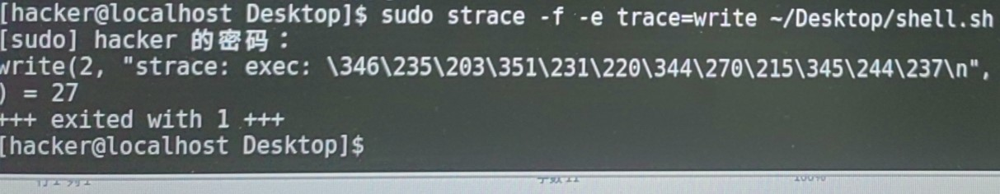 [hacker@localhost Desktop]$ sudo strace -f -e trace=write ~/Desktop/shell.sh
[sudo] hacker 的密码：
write(2, "strace: exec: \346\235\203\351\231\220\344\270\215\345\244\237\n",
) = 27
+++ exited with 1 +++
[hacker@localhost Desktop]$
100%